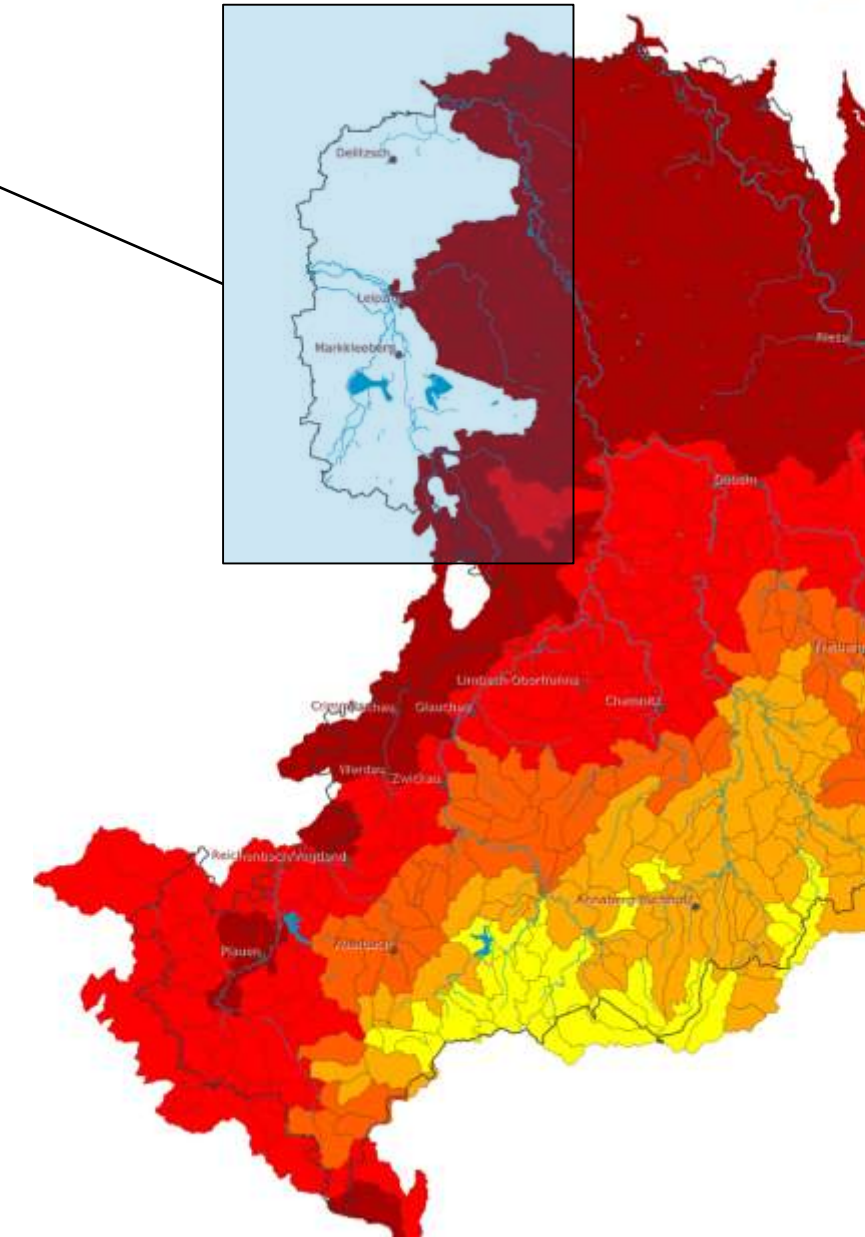 Delitzsch
Leipzig
Markkleeberg
Riesa
Döbeln
Freiberg
Limbach-Oberfrohna
Chemnitz
Crimmitschau
Glauchau
Werdau
Zwickau
Reichenbach/Vogtland
Annaberg-Buchholz
Auerbach
Plauen